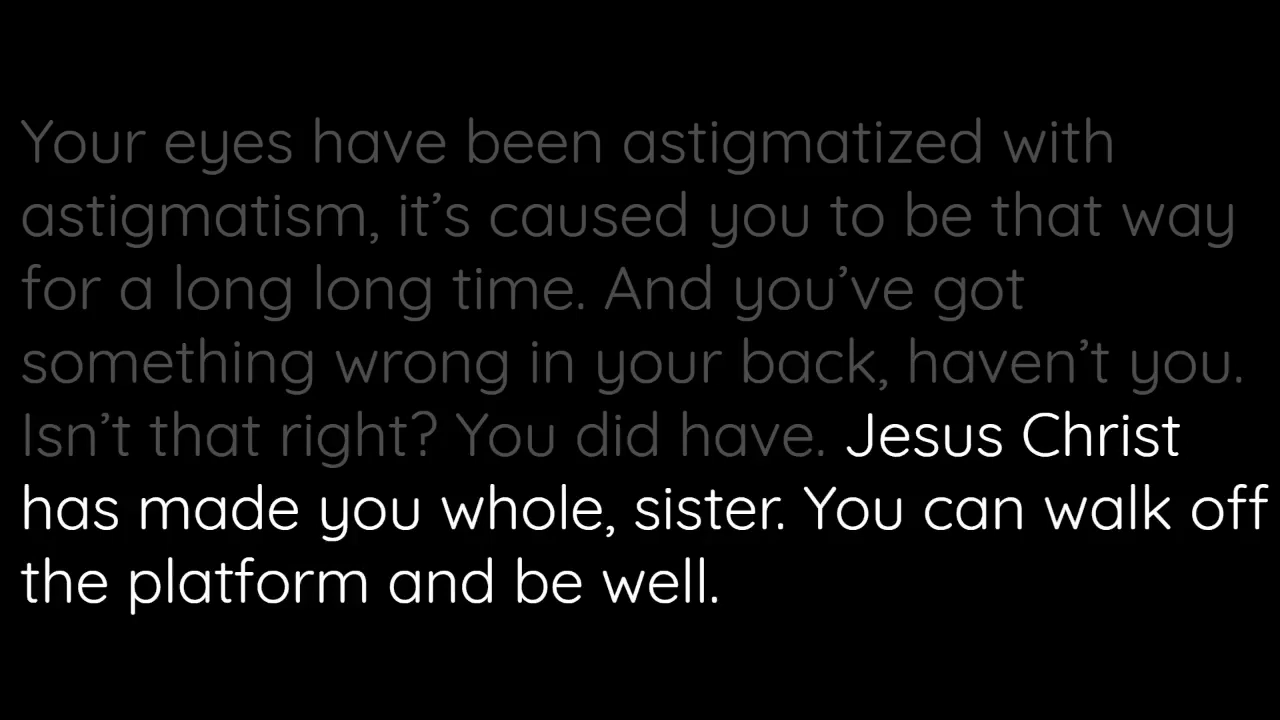 Your eyes have been astigmatized with
astigmatism, it’s caused you to be that way
for a long long time. And you’ve got
something wrong in your back, haven’t you.
Isn’t that right? You did have. Jesus Christ
has made you whole, sister. You can walk off
the platform and be well.